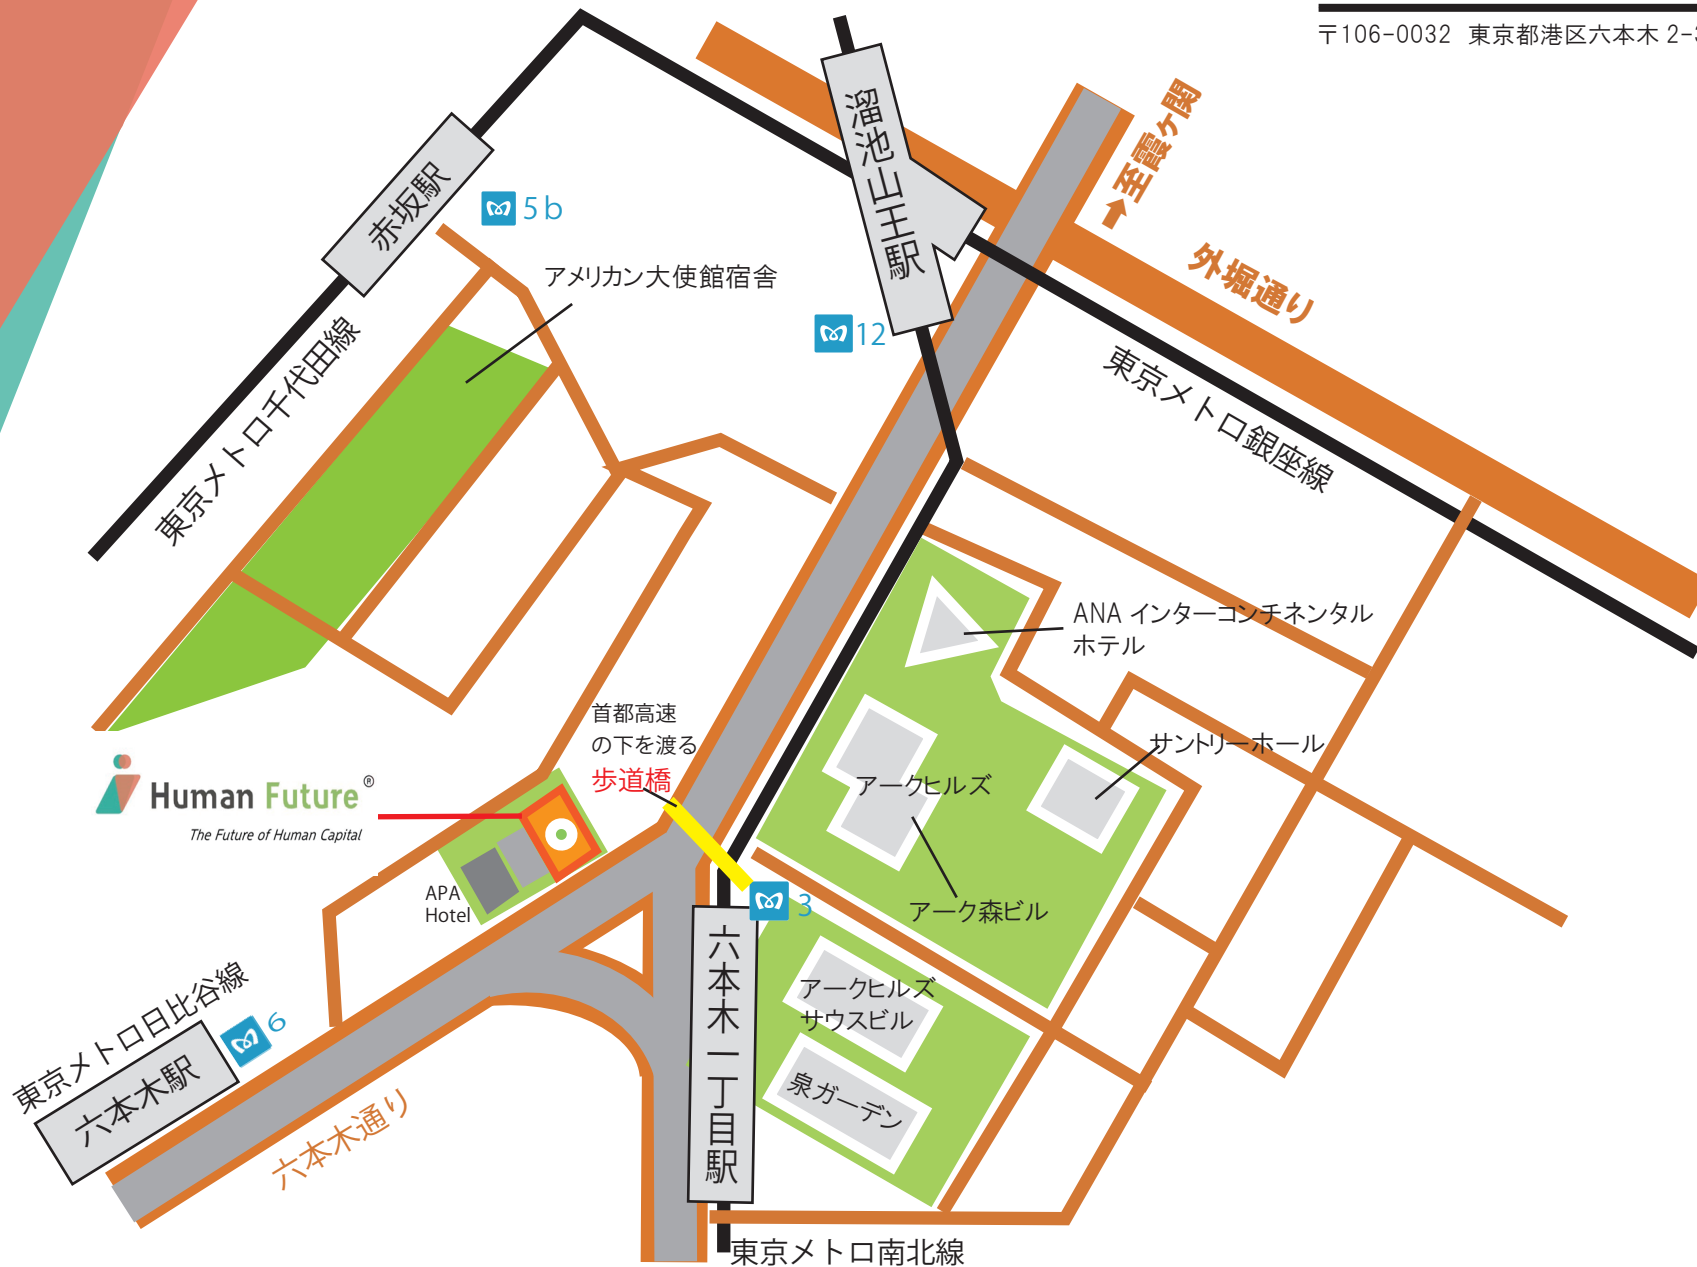 〒106-0032 東京都港区六本木 2-
至霞ヶ関
溜池山王駅
赤坂駅
5b
外堀通り
アメリカン大使館宿舎
12
東京メトロ千代田線
東京メトロ銀座線
ANA インターコンチネンタル
ホテル
首都高速
の下を渡る
歩道橋
サントリーホール
アークヒルズ
Human Future®
The Future of Human Capital
APA
Hotel
3
アーク森ビル
六本木一丁目駅
アークヒルズ
サウスビル
東京メトロ日比谷線
6
六本木駅
泉ガーデン
六本木通り
東京メトロ南北線